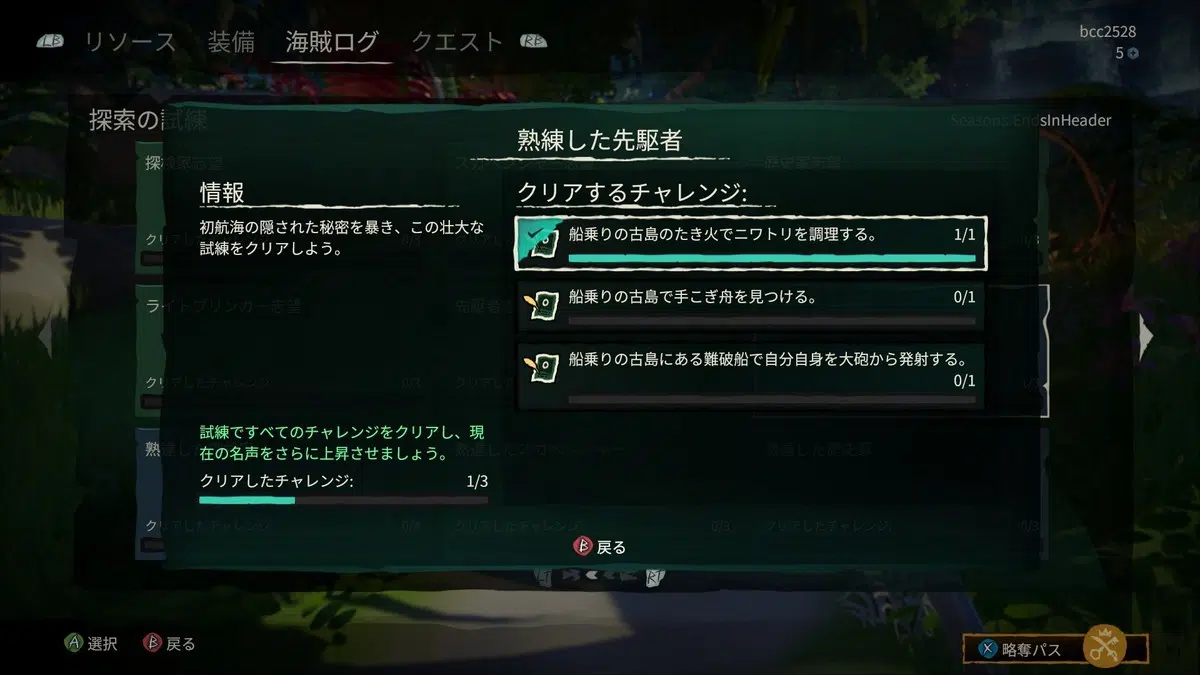 LB リソース 装備 海賊ログ クエスト RB
bcc2528
5
探索の試練
Seasons EndsInHeader
熟練した先駆者
情報
初航海の隠された秘密を暴き、この壮大な
試練をクリアしよう。
クリアするチャレンジ:
船乗りの古島のたき火でニワトリを調理する。 1/1
船乗りの古島で手こぎ舟を見つける。 0/1
船乗りの古島にある難破船で自分自身を大砲から発射する。
0/1
試練ですべてのチャレンジをクリアし、現
在の名声をさらに上昇させましょう。
クリアしたチャレンジ: 1/3
B 戻る
RT
A 選択 B 戻る
X 略奪パス